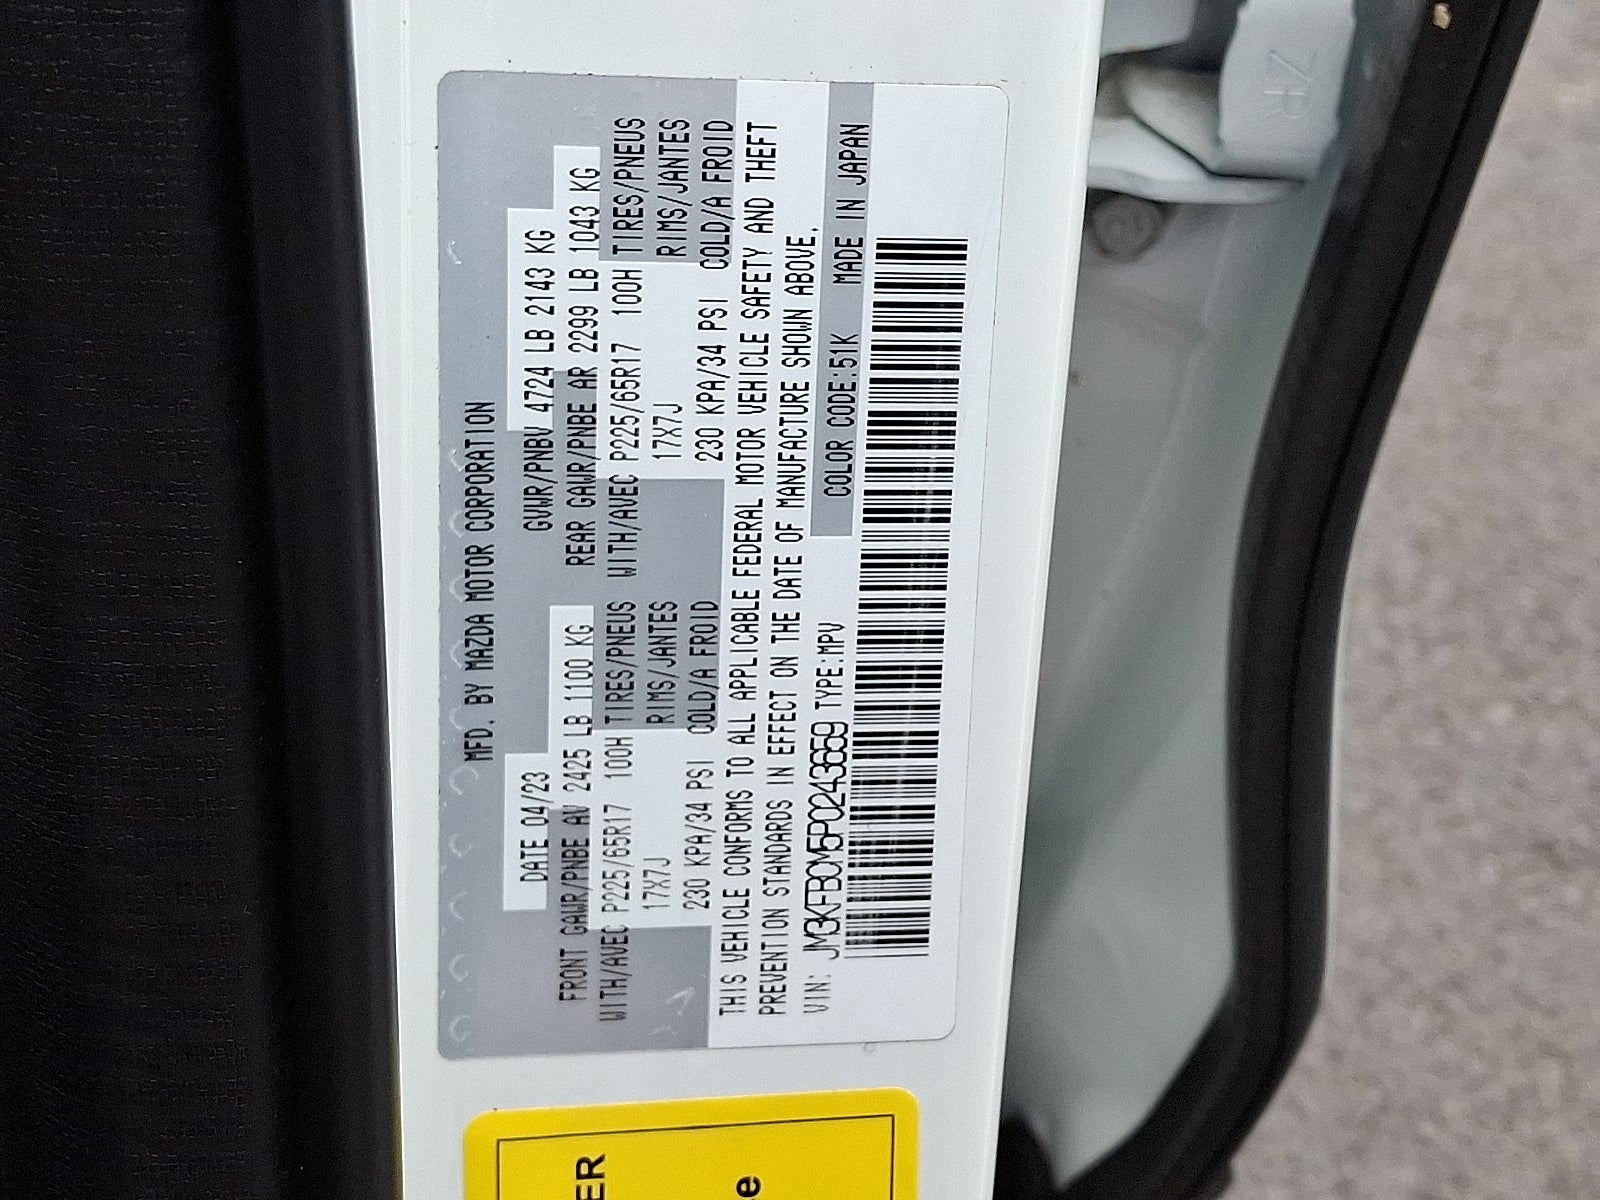 MFD. BY MAZDA MOTOR CORPORATION
DATE 04/23 GVWR/PNBV 4724 LB 2143 KG
FRONT GAWR/PNBE AV 2425 LB 1100 KG REAR GAWR/PNBE AR 2299 LB 1043 KG
WITH/AVEC P225/65R17 100H TIRES/PNEUS WITH/AVEC P225/65R17 100H TIRES/PNEUS
17X7J RIMS/JANTES 17X7J RIMS/JANTES
230 KPA/34 PSI COLD/A FROID 230 KPA/34 PSI COLD/A FROID
THIS VEHICLE CONFORMS TO ALL APPLICABLE FEDERAL MOTOR VEHICLE SAFETY AND THEFT
PREVENTION STANDARDS IN EFFECT ON THE DATE OF MANUFACTURE SHOWN ABOVE.
VIN: JM3KFBCM5P0243659 TYPE:MPV COLOR CODE:51K MADE IN JAPAN